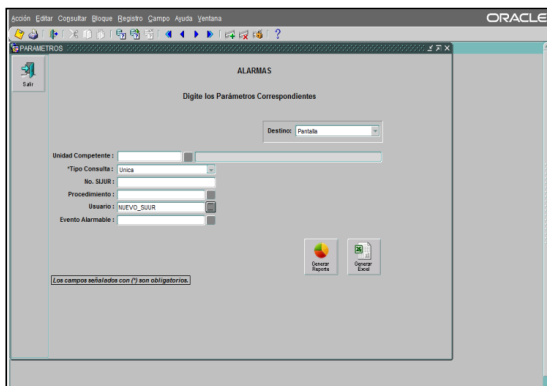 Acción Editar Consultar Bloque Registro Campo Ayuda Ventana
ORACLE
PARAMETROS
Salir
ALARMAS
Digite los Parámetros Correspondientes
Destino: Pantalla
Unidad Competente :
*Tipo Consulta : Unica
No. SIJUR :
Procedimiento :
Usuario : NUEVO_SIJUR
Evento Alarmable :
Generar Reporte
Generar Excel
Los campos señalados con (*) son obligatorios.